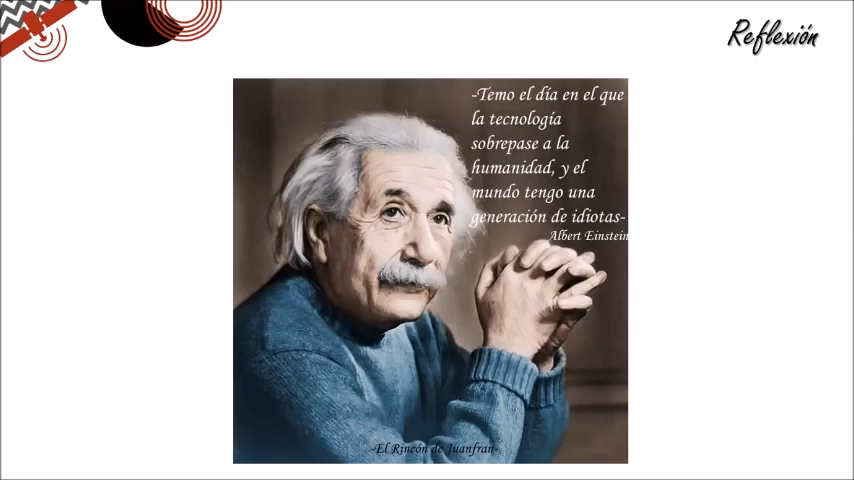 Reflexión
-Temo el día en el que
la tecnología
sobrepase a la
humanidad, y el
mundo tengo una
generación de idiotas-
Albert Einstein
-El Rincón de Juanfran-